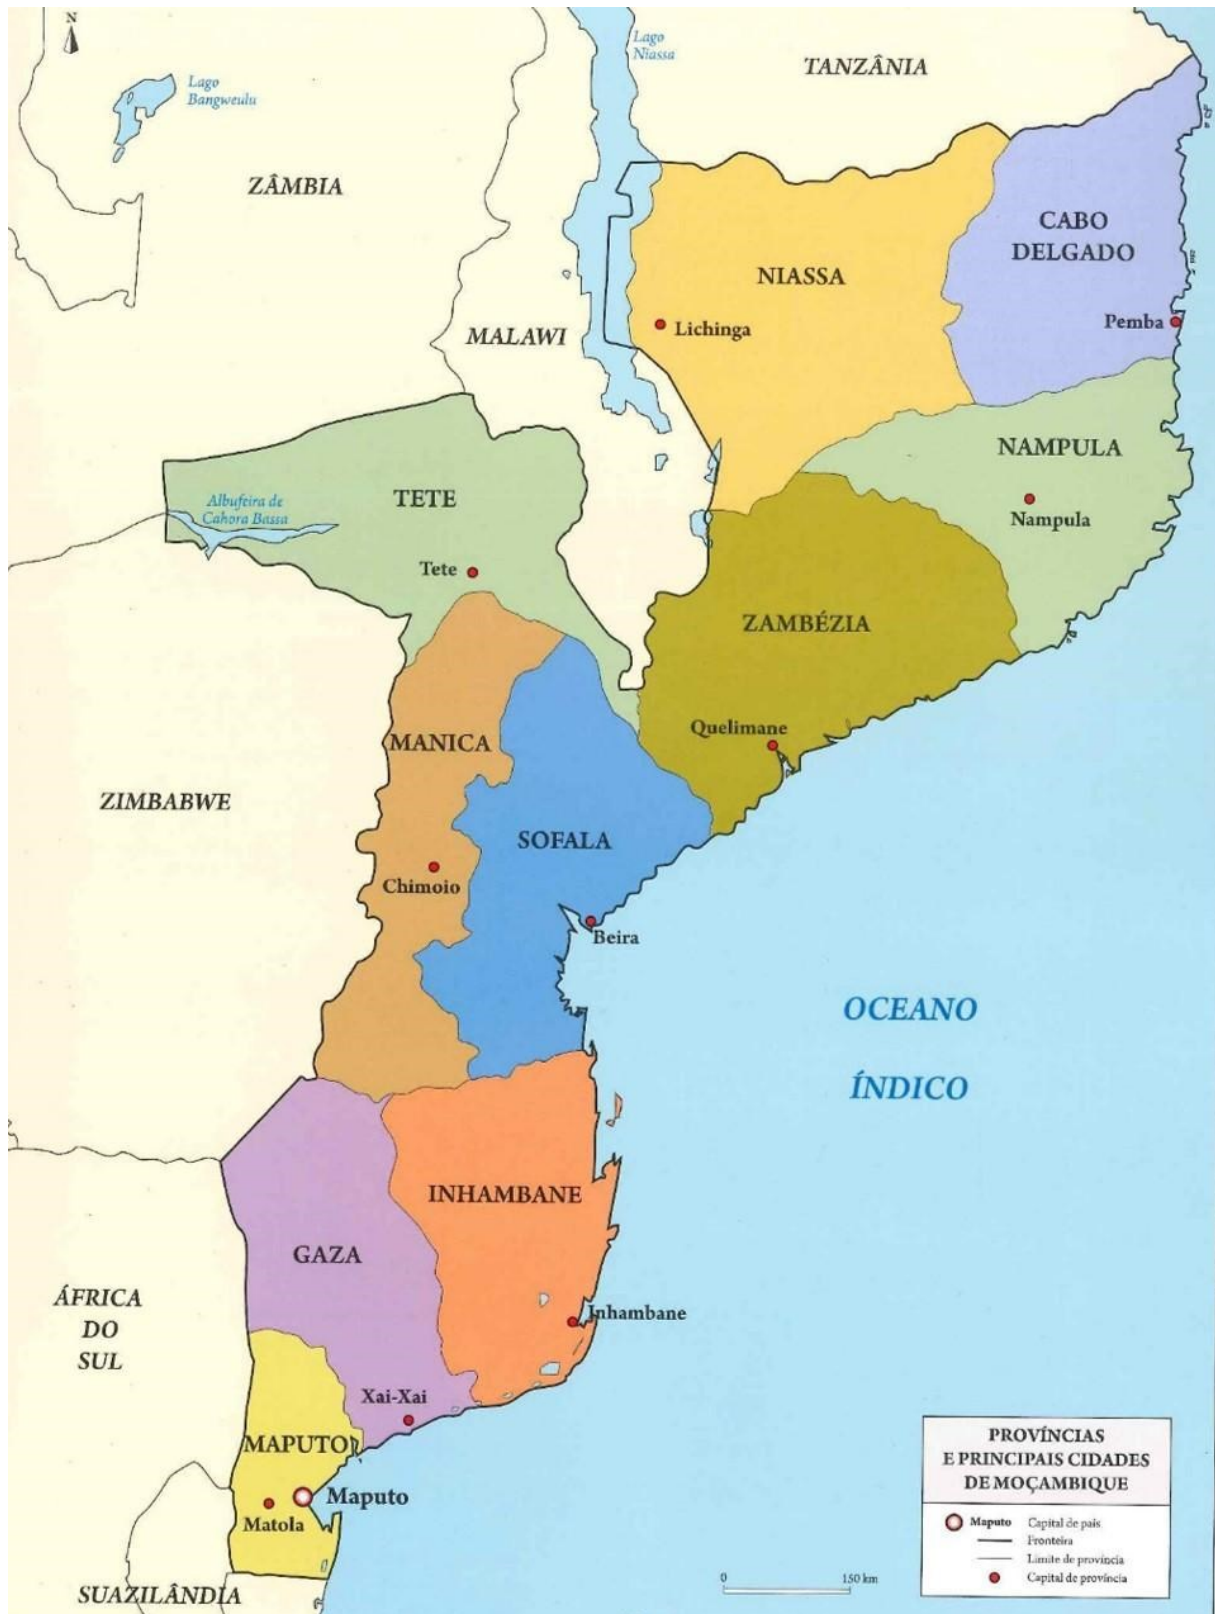 N
Lago
Niassa
TANZÂNIA
Lago
Bangweulu
ZÂMBIA
CABO
DELGADO
NIASSA
Pemba
Lichinga
MALAWI
NAMPULA
TETE
Albufeira de
Cahora Bassa
Nampula
Tete
ZAMBÉZIA
Quelimane
MANICA
ZIMBABWE
SOFALA
Chimoio
Beira
OCEANO
ÍNDICO
INHAMBANE
GAZA
ÁFRICA
DO
SUL
Inhambane
Xai-Xai
MAPUTO
Maputo
Matola
SUAZILÂNDIA
PROVÍNCIAS
E PRINCIPAIS CIDADES
DE MOÇAMBIQUE
Maputo Capital de país
Fronteira
Limite de província
Capital de província
0 150 km